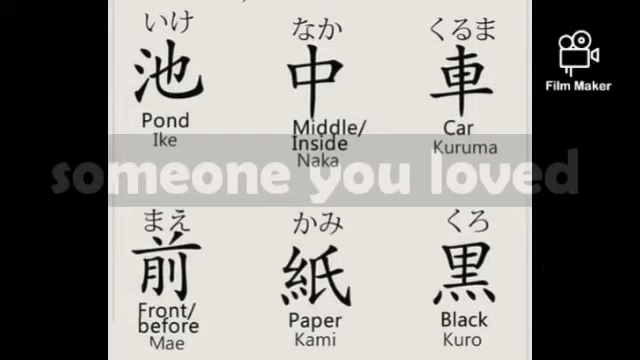 いけ なか くるま
池 中 車
Film Maker
Pond Middle/ Car
Inside
Ike Naka Kuruma
someone you loved
まえ かみ くろ
前 紙 黒
Front/ Paper Black
before
Mae Kami Kuro